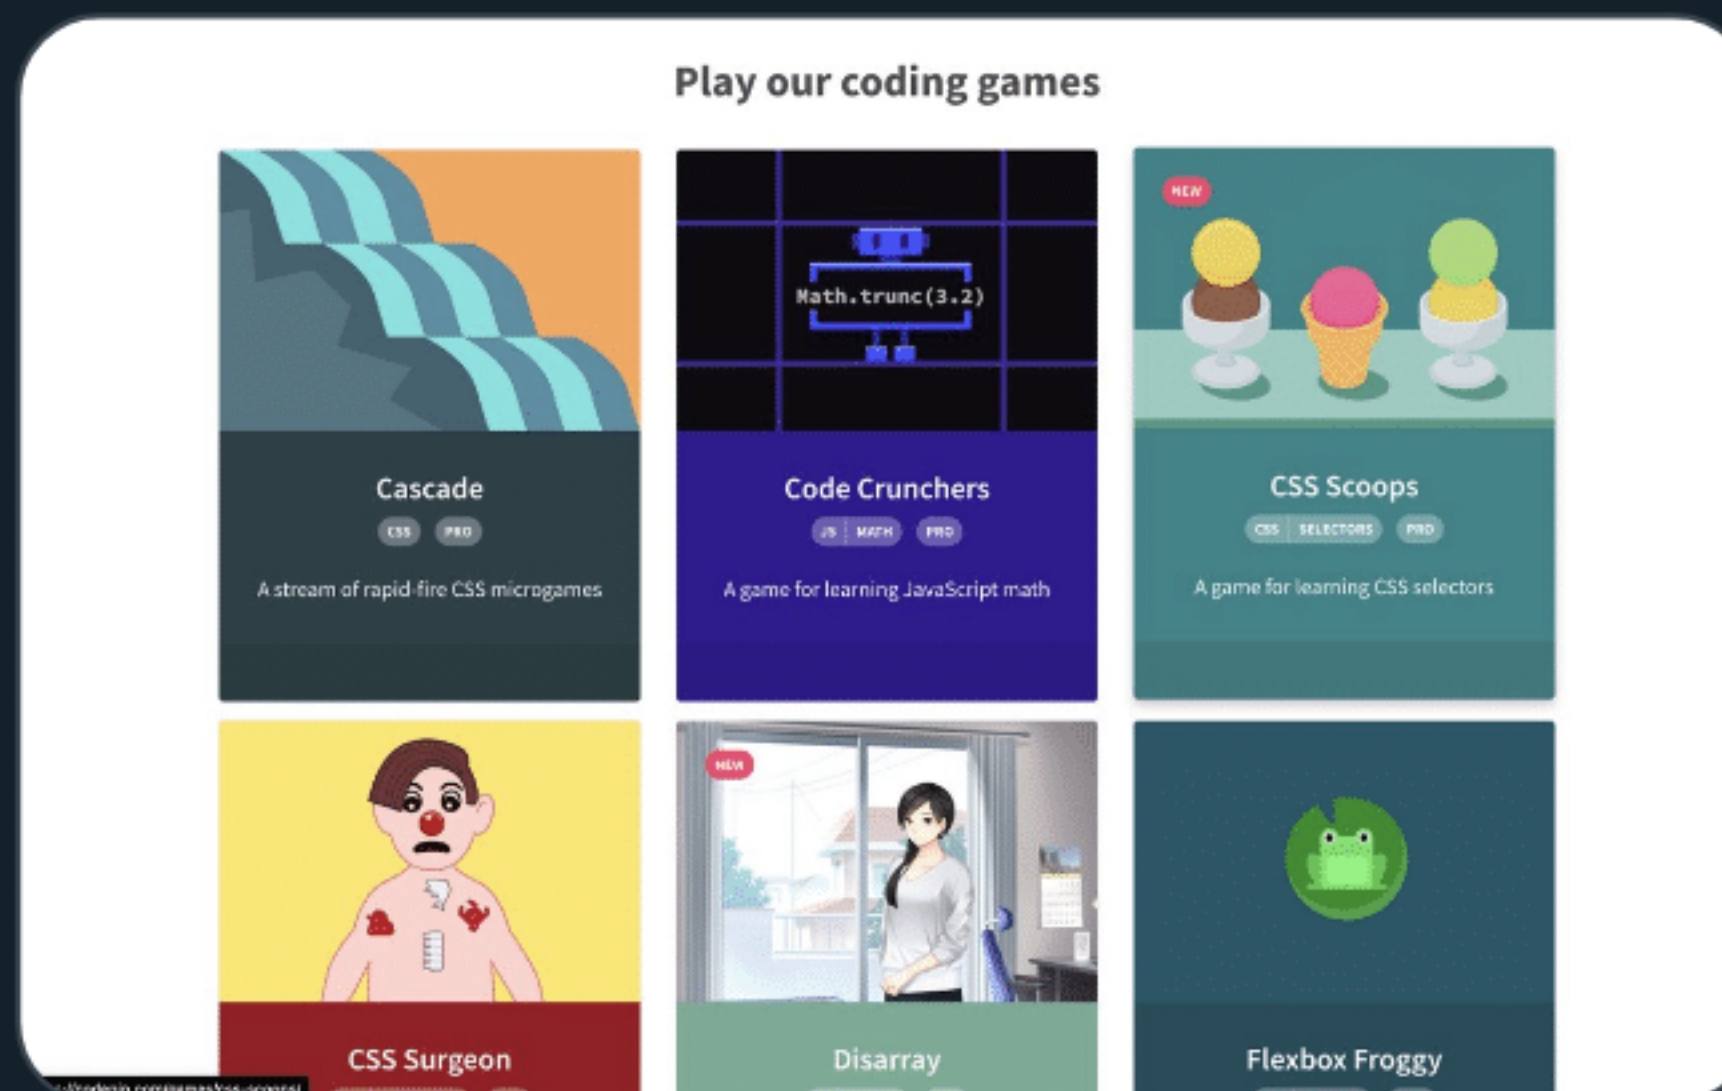 Play our coding games
NEW
Math.trunc(3.2)
Cascade
CSS PRO
A stream of rapid-fire CSS microgames
Code Crunchers
JS MATH PRO
A game for learning JavaScript math
CSS Scoops
CSS SELECTORS PRO
A game for learning CSS selectors
NEW
CSS Surgeon
Disarray
Flexbox Froggy